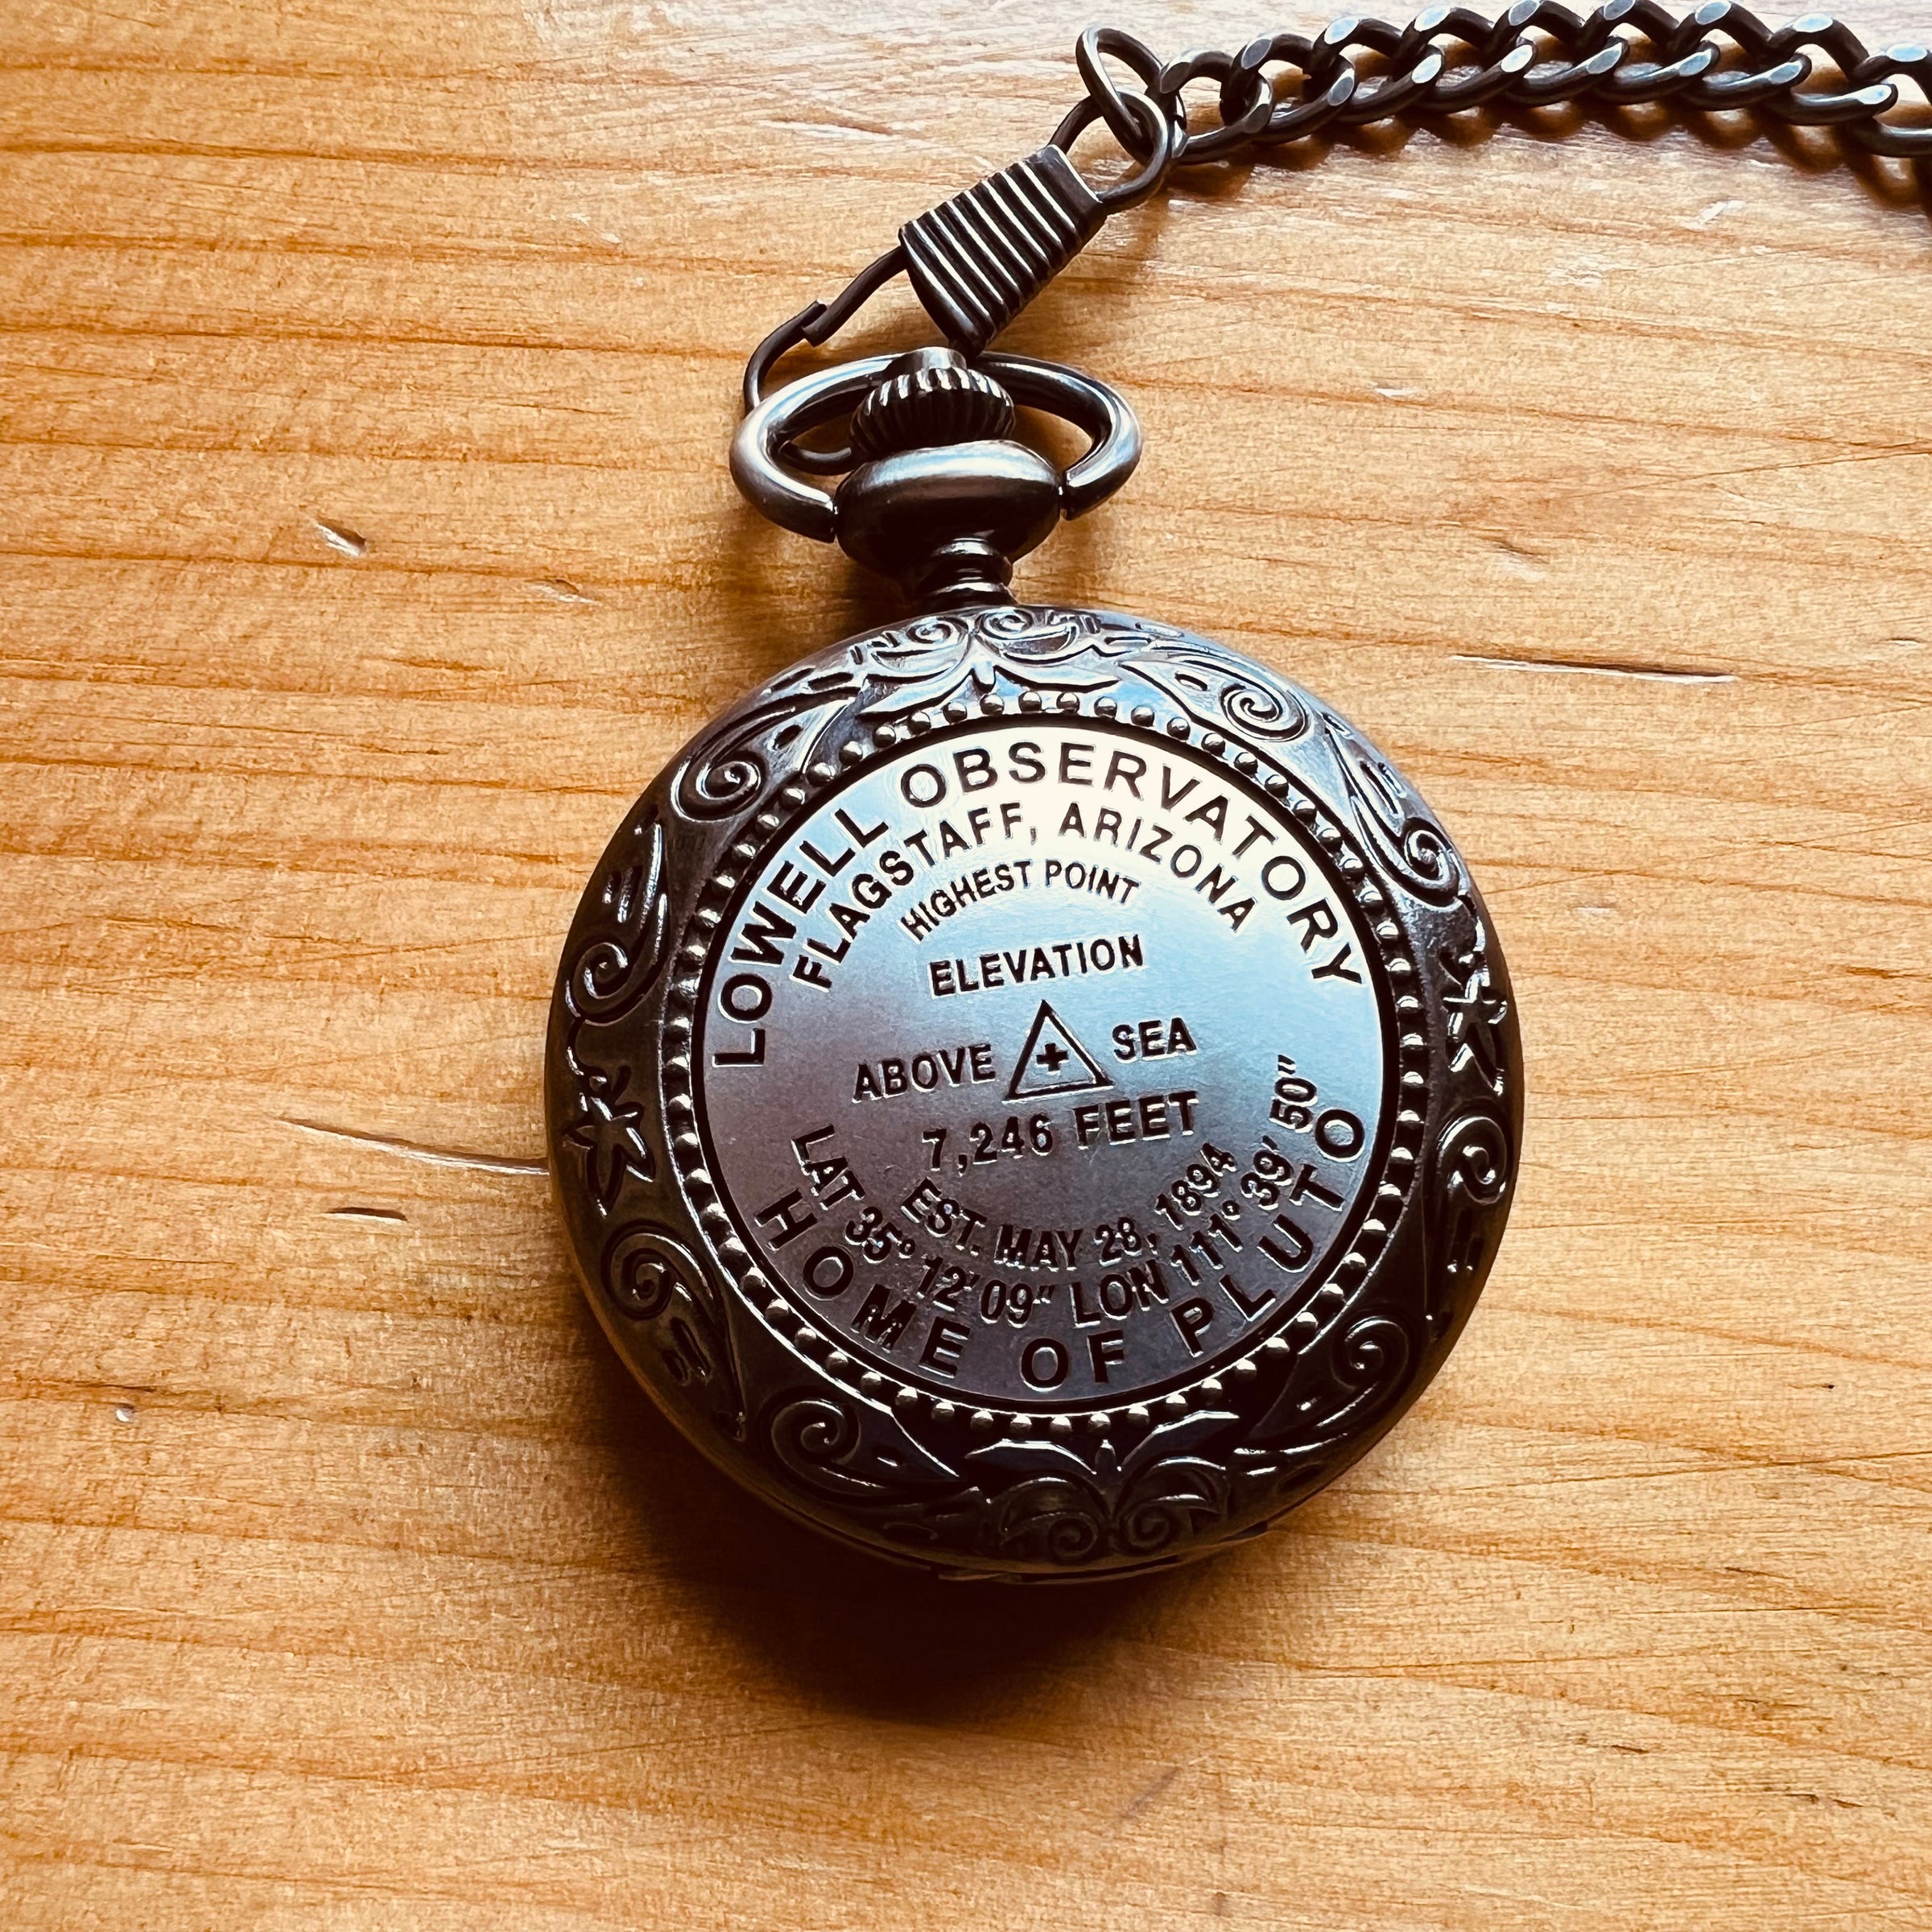 LOWELL OBSERVATORY
FLAGSTAFF, ARIZONA
HIGHEST POINT
ELEVATION
ABOVE SEA
7,246 FEET
EST. MAY 28, 1894
LAT 35° 12' 09" LON 111° 39' 50"
HOME OF PLUTO